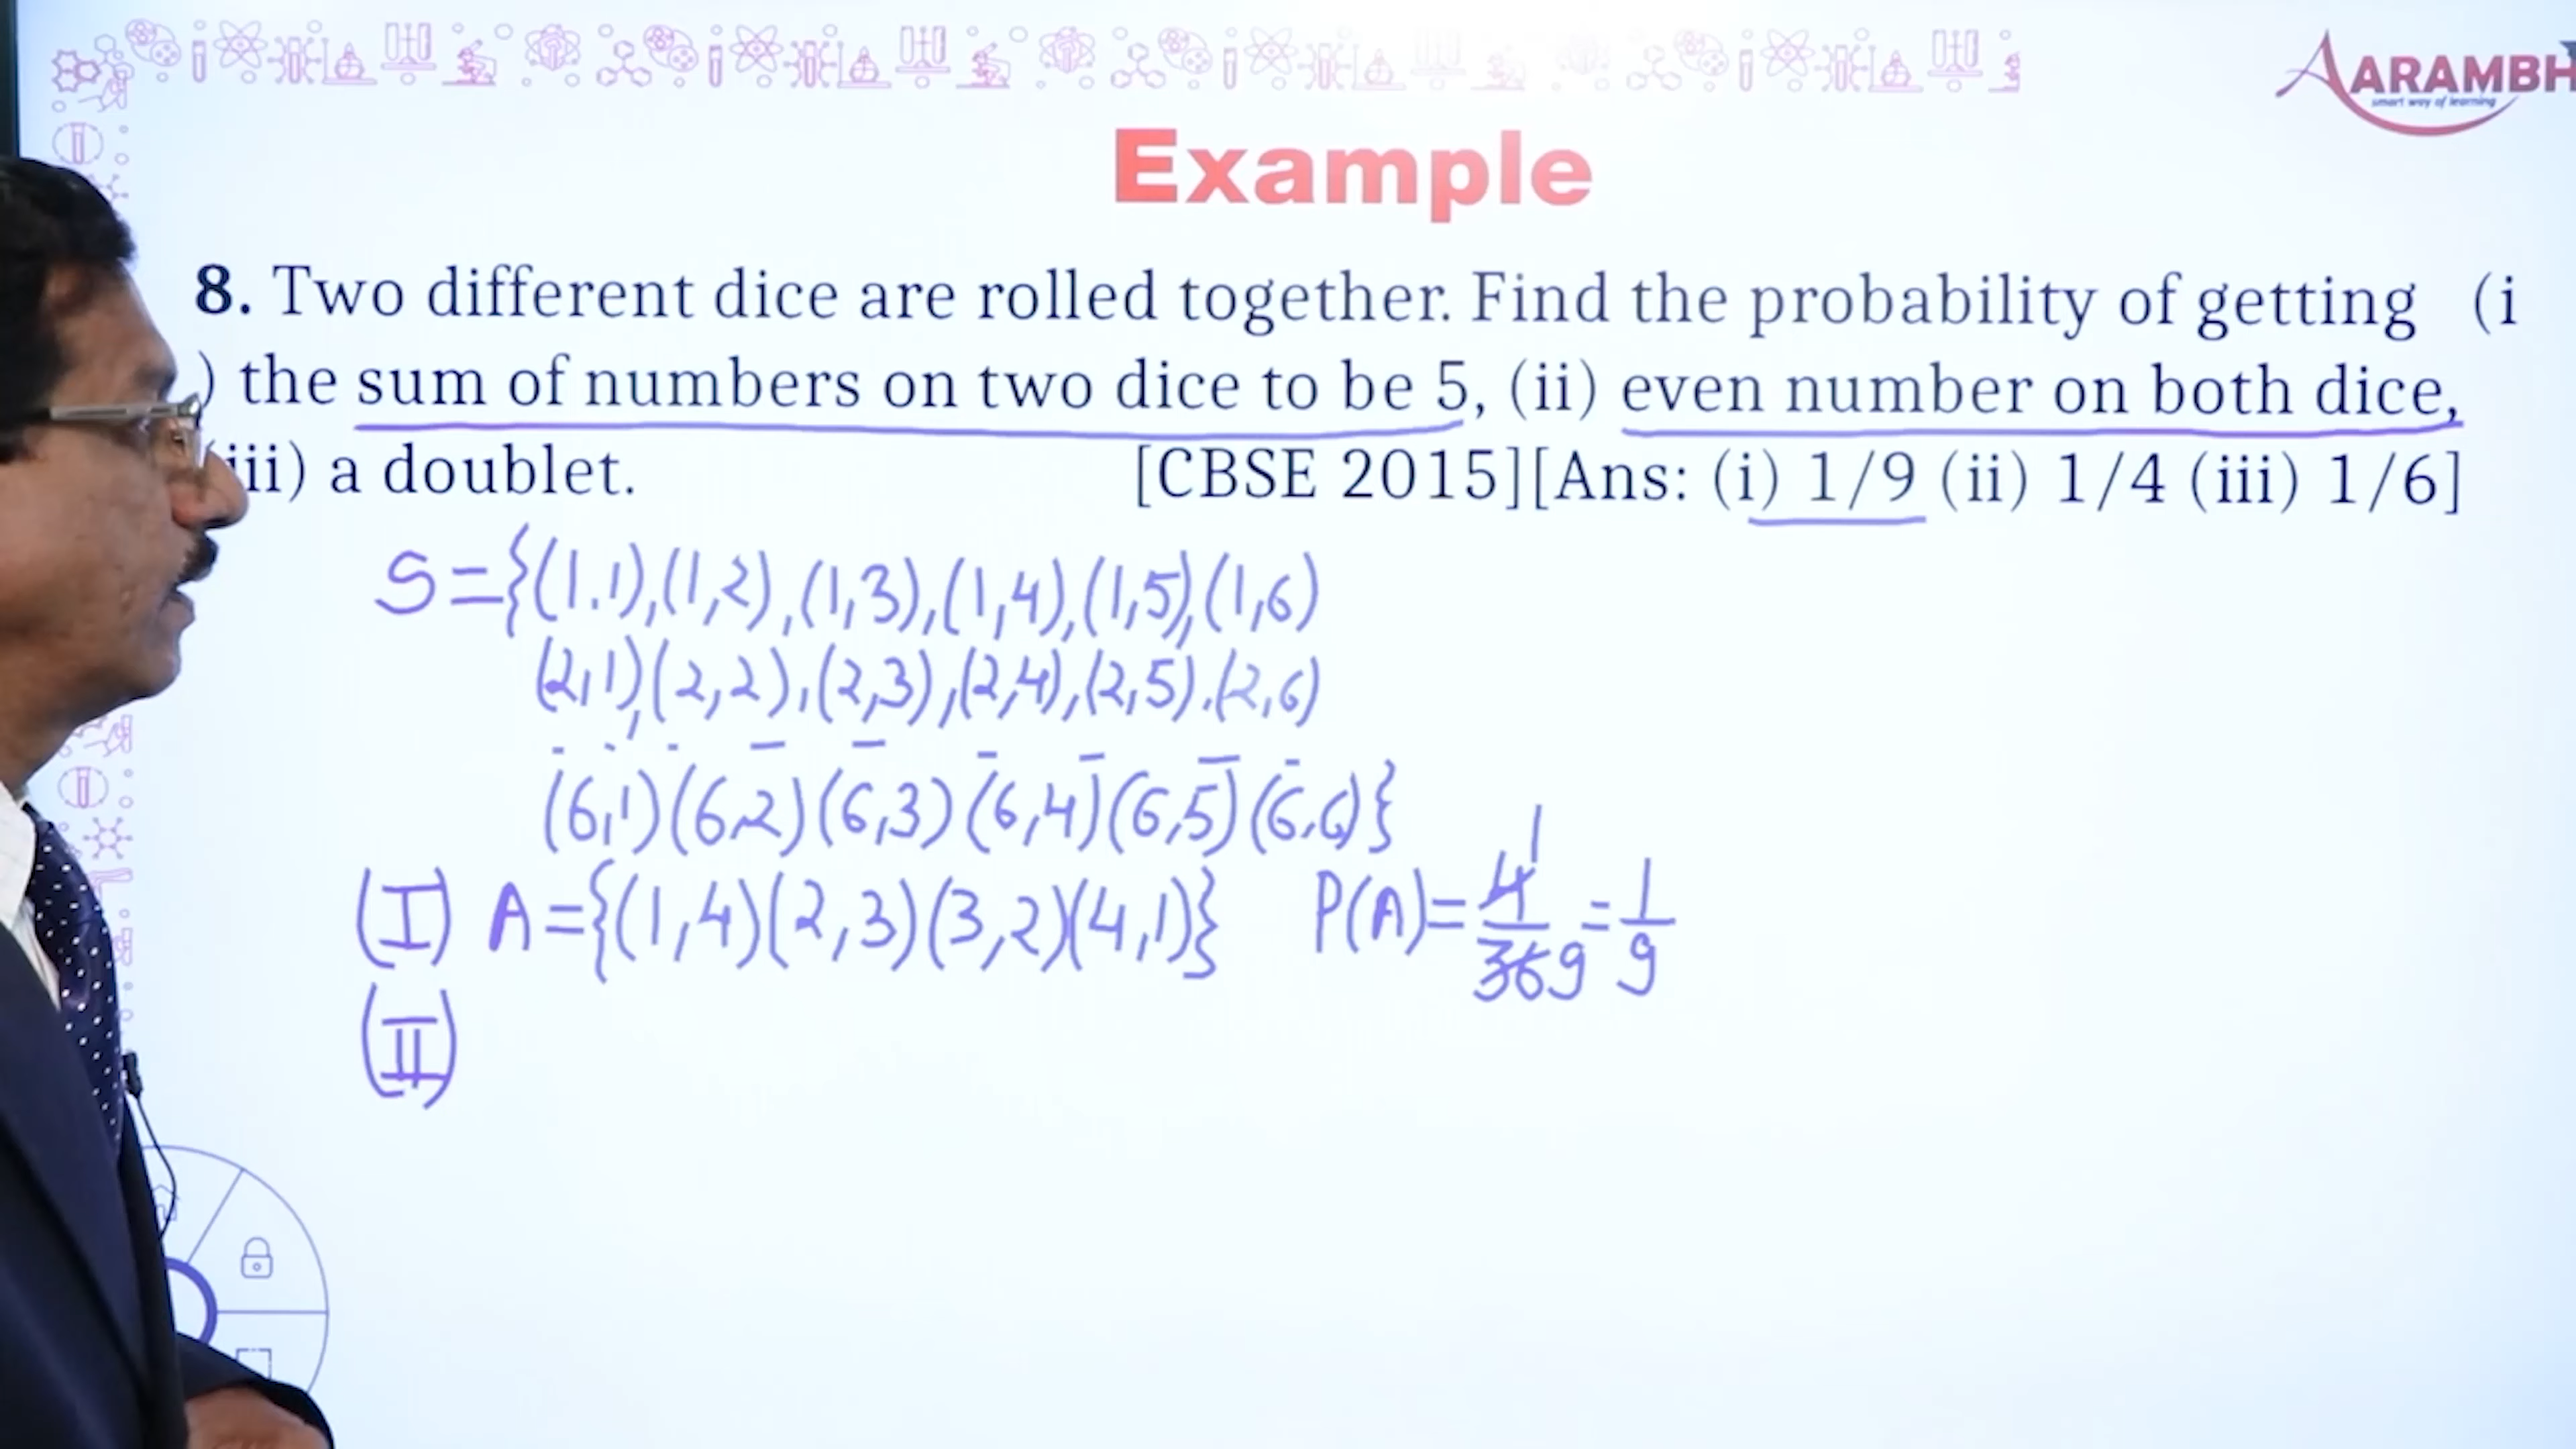 AARAMBH
smart way of learning
Example
8. Two different dice are rolled together. Find the probability of getting (i
) the sum of numbers on two dice to be 5, (ii) even number on both dice,
(iii) a doublet. [CBSE 2015][Ans: (i) 1/9 (ii) 1/4 (iii) 1/6]
S={(1.1),(1,2),(1,3),(1,4),(1,5),(1,6)
(2,1),(2,2),(2,3),(2,4),(2,5).(2,6)
(6,1)(6,2)(6,3)(6,4)(6,5)(6,6)}
(I) A={(1,4)(2,3)(3,2)(4,1)} P(A)=4 1/36 9=1/9
(II)